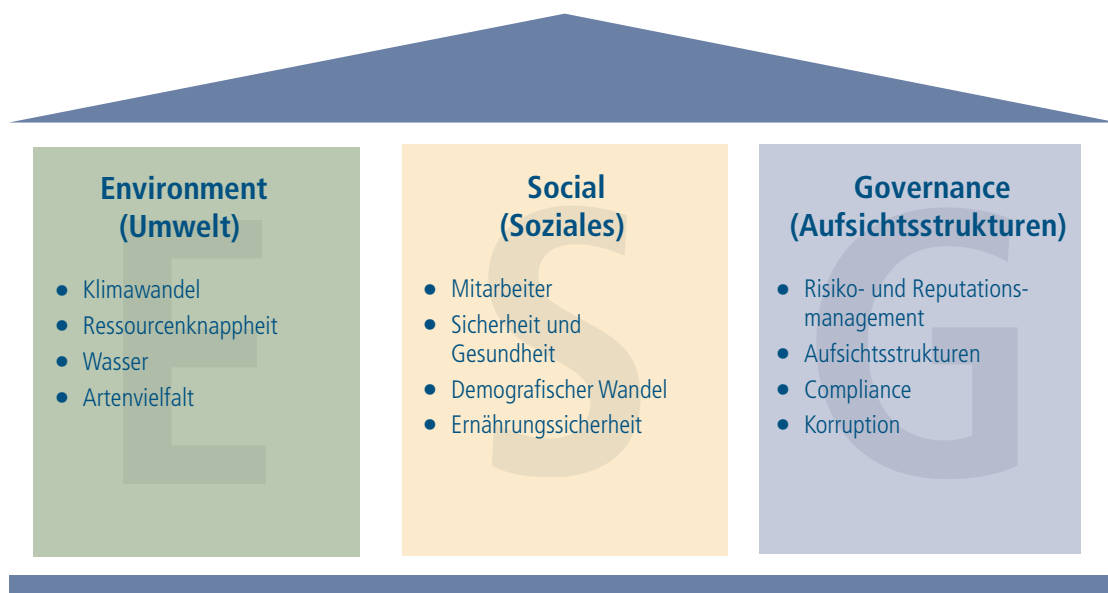 Environment
(Umwelt)
E
• Klimawandel
• Ressourcenknappheit
• Wasser
• Artenvielfalt
Social
(Soziales)
S
• Mitarbeiter
• Sicherheit und
Gesundheit
• Demografischer Wandel
• Ernährungssicherheit
Governance
(Aufsichtsstrukturen)
G
• Risiko- und Reputations-
management
• Aufsichtsstrukturen
• Compliance
• Korruption